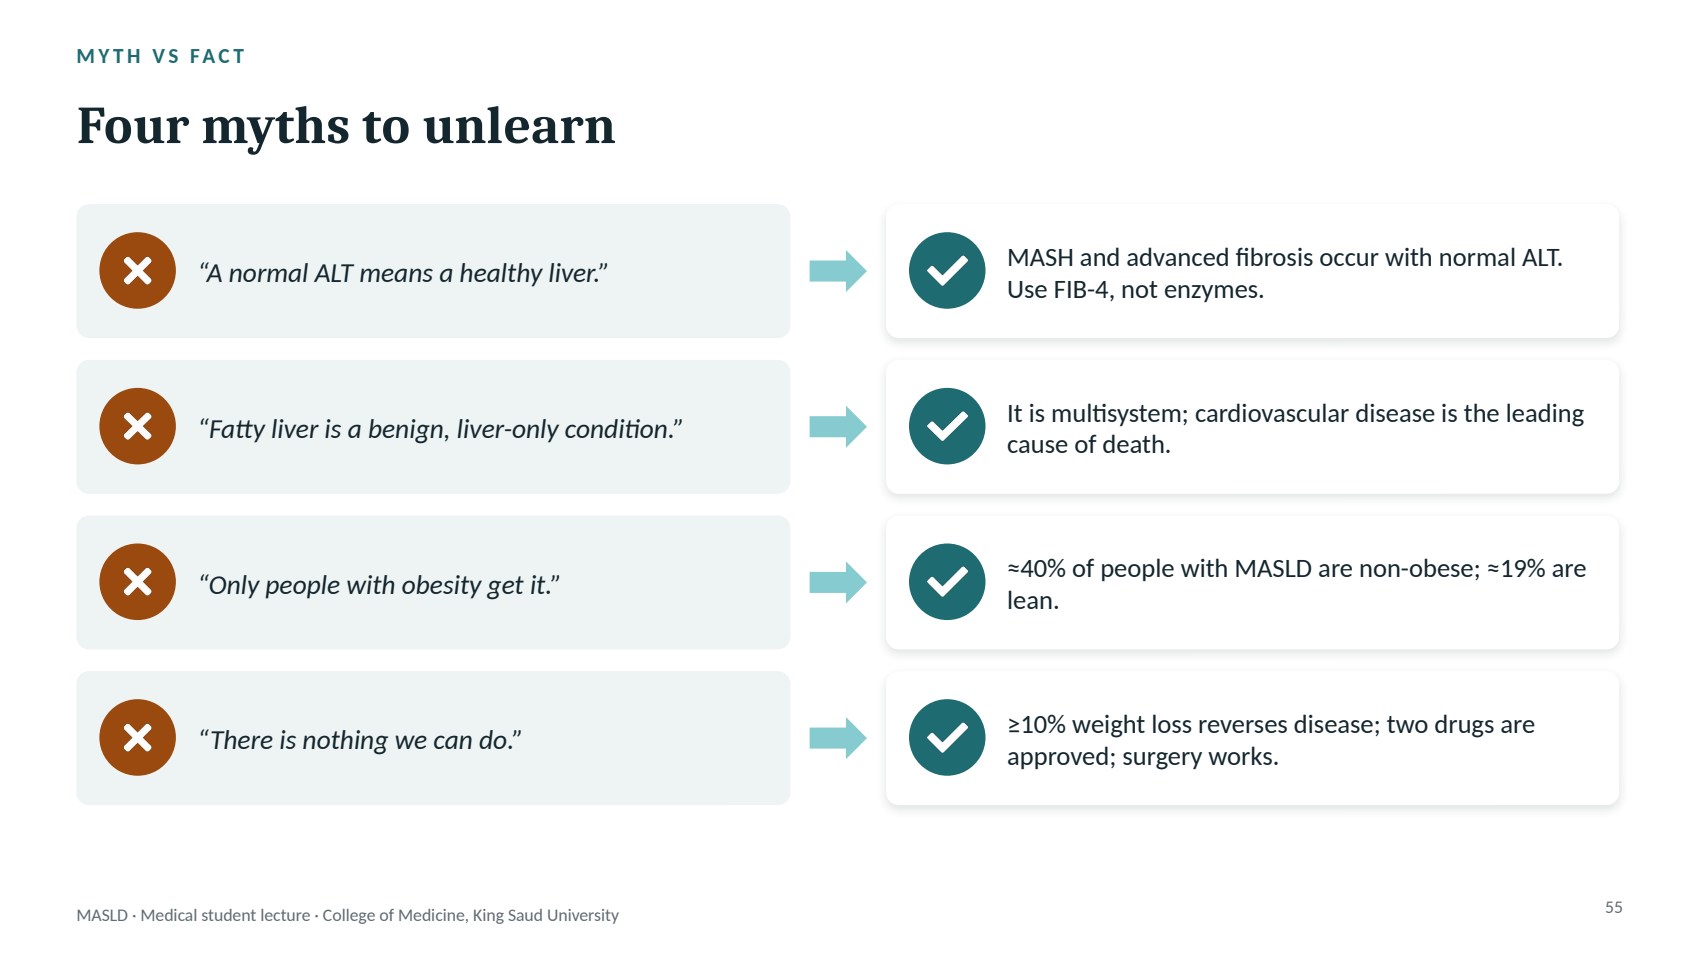 MYTH VS FACT
Four myths to unlearn
“A normal ALT means a healthy liver.”
MASH and advanced fibrosis occur with normal ALT.
Use FIB-4, not enzymes.
“Fatty liver is a benign, liver-only condition.”
It is multisystem; cardiovascular disease is the leading
cause of death.
“Only people with obesity get it.”
≈40% of people with MASLD are non-obese; ≈19% are
lean.
“There is nothing we can do.”
≥10% weight loss reverses disease; two drugs are
approved; surgery works.
MASLD · Medical student lecture · College of Medicine, King Saud University
55